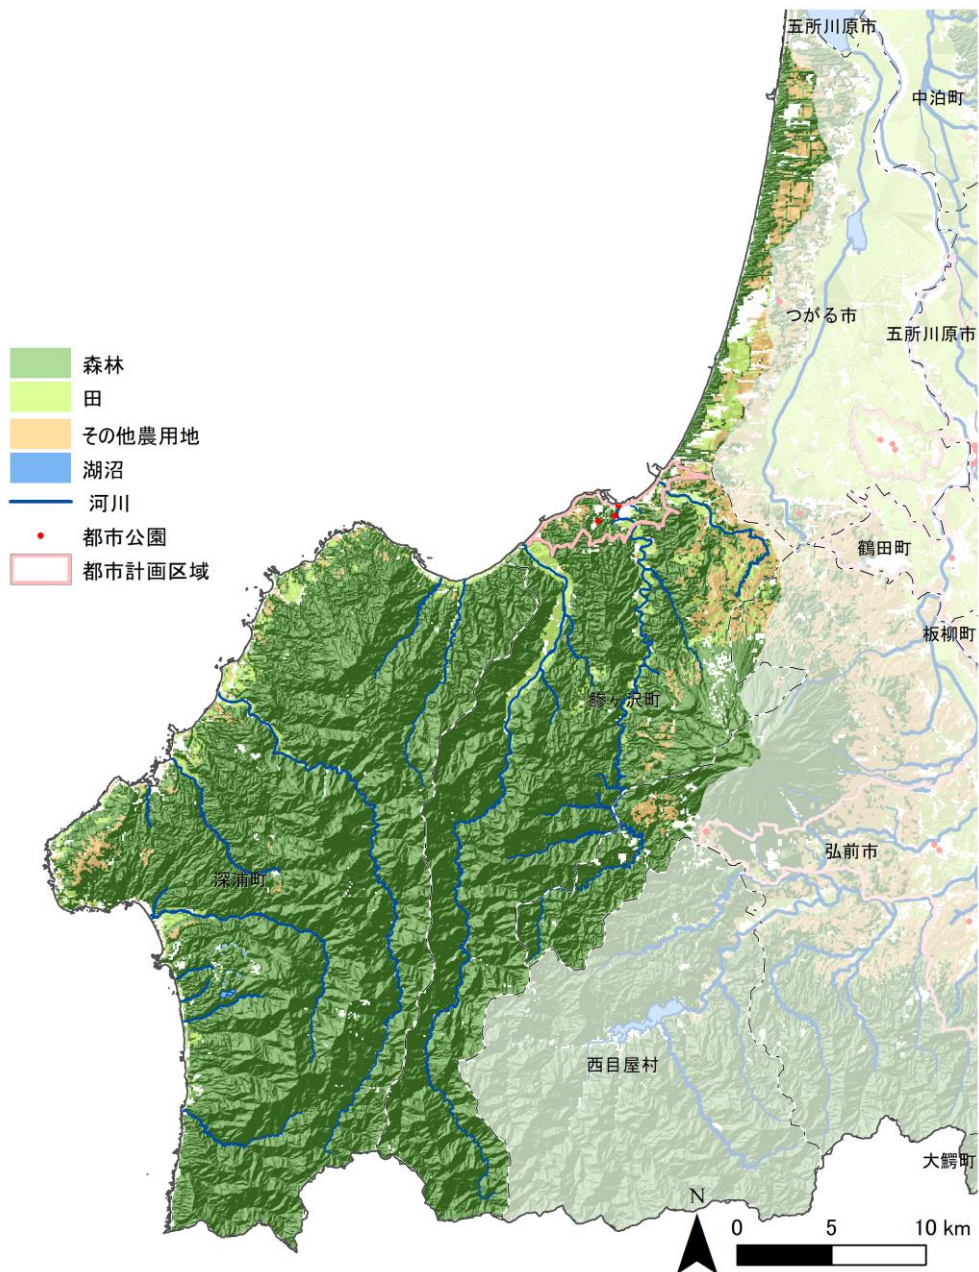 五所川原市
中泊町
つがる市
五所川原市
森林
田
その他農用地
湖沼
河川
都市公園
都市計画区域
鶴田町
板柳町
鰺ヶ沢町
弘前市
深浦町
西目屋村
大鰐町
N
0 5 10 km